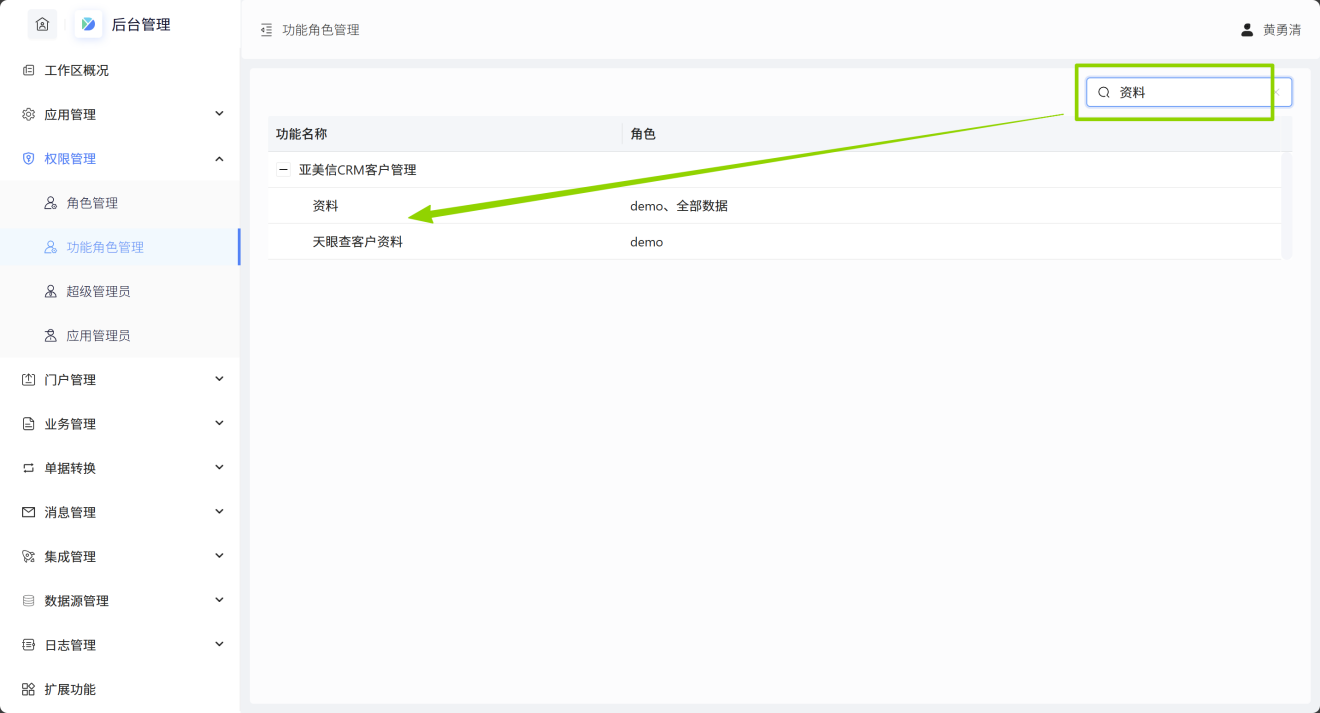 后台管理
功能角色管理
黄勇清
工作区概况
应用管理
权限管理
角色管理
功能角色管理
超级管理员
应用管理员
门户管理
业务管理
单据转换
消息管理
集成管理
数据源管理
日志管理
扩展功能
资料
功能名称 角色
亚美信CRM客户管理
资料 demo、全部数据
天眼查客户资料 demo